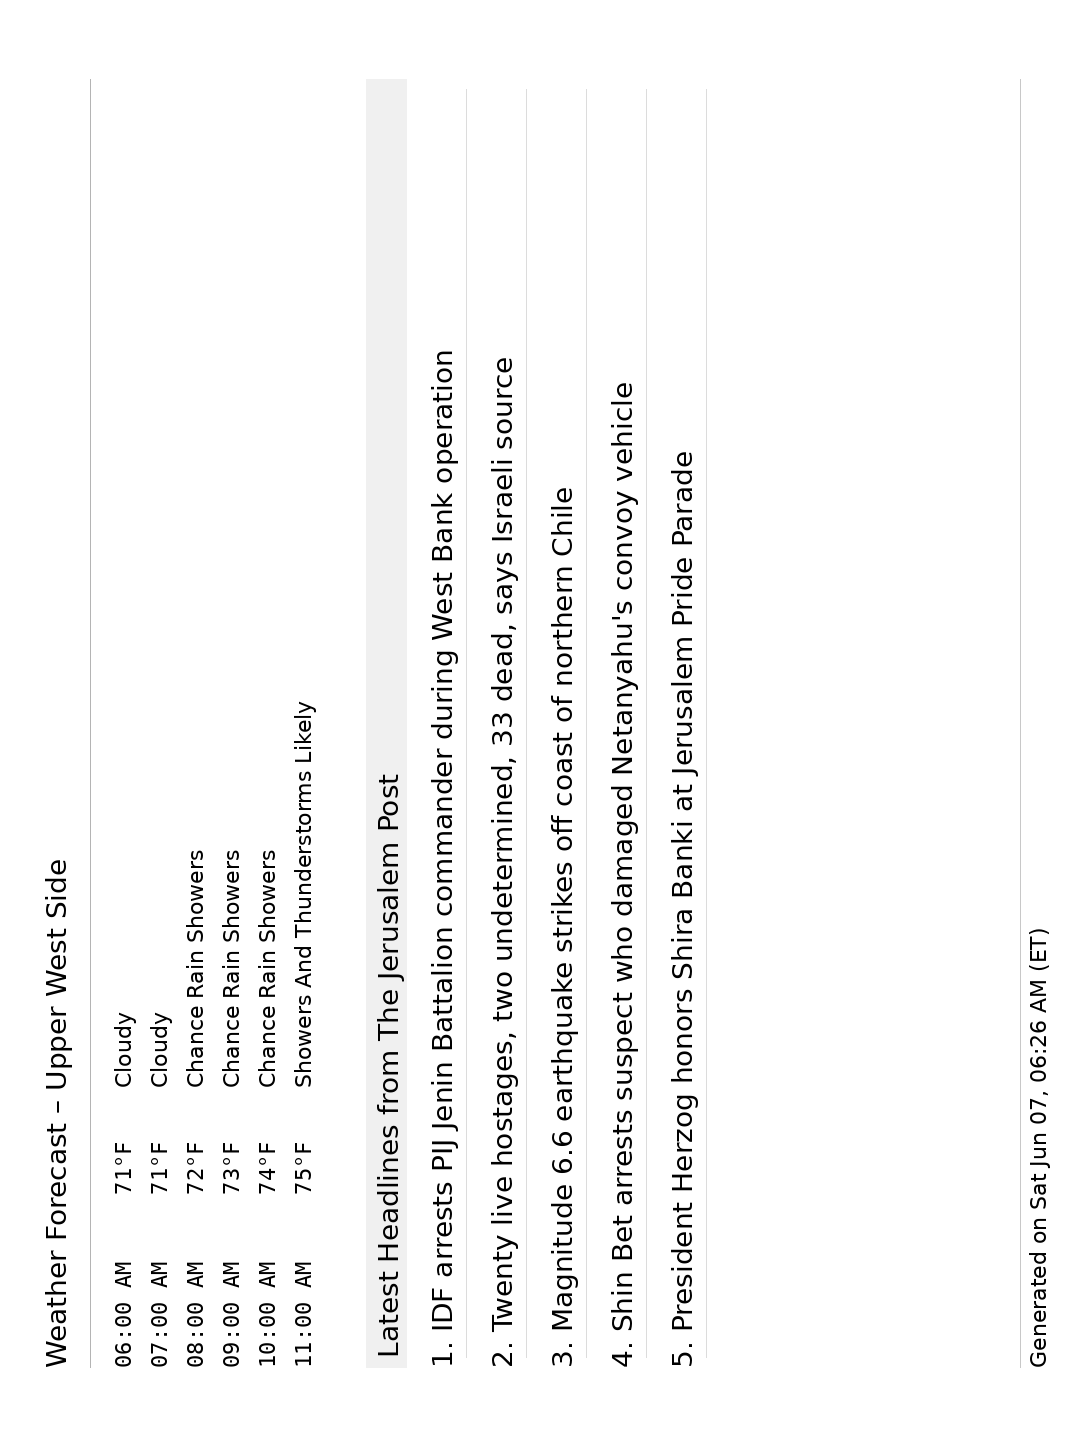 Weather Forecast – Upper West Side
06:00 AM 71°F Cloudy
07:00 AM 71°F Cloudy
08:00 AM 72°F Chance Rain Showers
09:00 AM 73°F Chance Rain Showers
10:00 AM 74°F Chance Rain Showers
11:00 AM 75°F Showers And Thunderstorms Likely
Latest Headlines from The Jerusalem Post
1. IDF arrests PIJ Jenin Battalion commander during West Bank operation
2. Twenty live hostages, two undetermined, 33 dead, says Israeli source
3. Magnitude 6.6 earthquake strikes off coast of northern Chile
4. Shin Bet arrests suspect who damaged Netanyahu's convoy vehicle
5. President Herzog honors Shira Banki at Jerusalem Pride Parade
Generated on Sat Jun 07, 06:26 AM (ET)